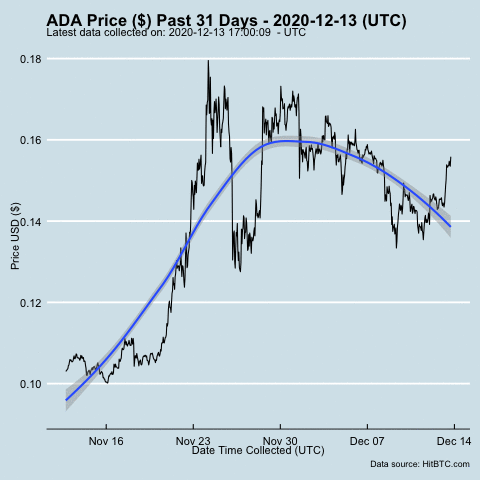 ADA Price ($) Past 31 Days - 2020-12-13 (UTC)
Latest data collected on: 2020-12-13 17:00:09 - UTC
0.18
0.16
0.14
0.12
0.10
Price USD ($)
Nov 16 Nov 23 Nov 30 Dec 07 Dec 14
Date Time Collected (UTC)
Data source: HitBTC.com